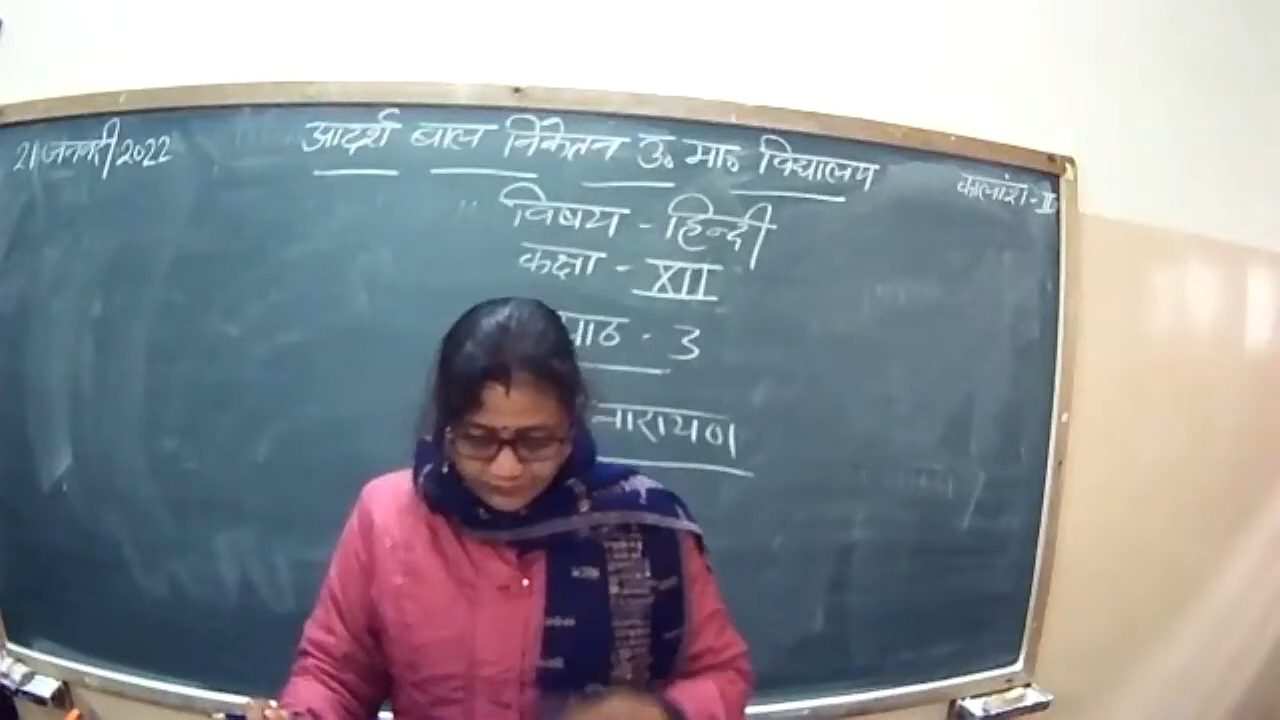 21 जनवरी 2022
आदर्श बाल निकेतन उ॰ मा॰ विद्यालय
कालांश - II
विषय - हिन्दी
कक्षा - XII
पाठ - 3
नारायण